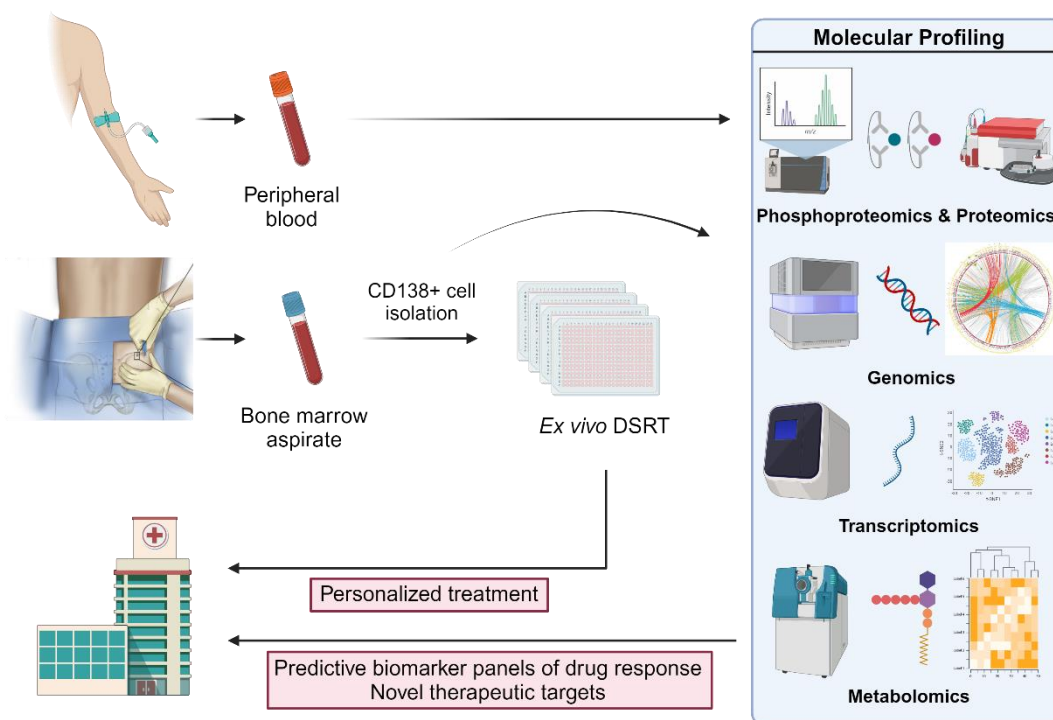 Molecular Profiling
Intensity
m/z
Peripheral
blood
Phosphoproteomics & Proteomics
CD138+ cell
isolation
Genomics
Bone marrow
aspirate
Ex vivo DSRT
Transcriptomics
Personalized treatment
Predictive biomarker panels of drug response
Novel therapeutic targets
Metabolomics